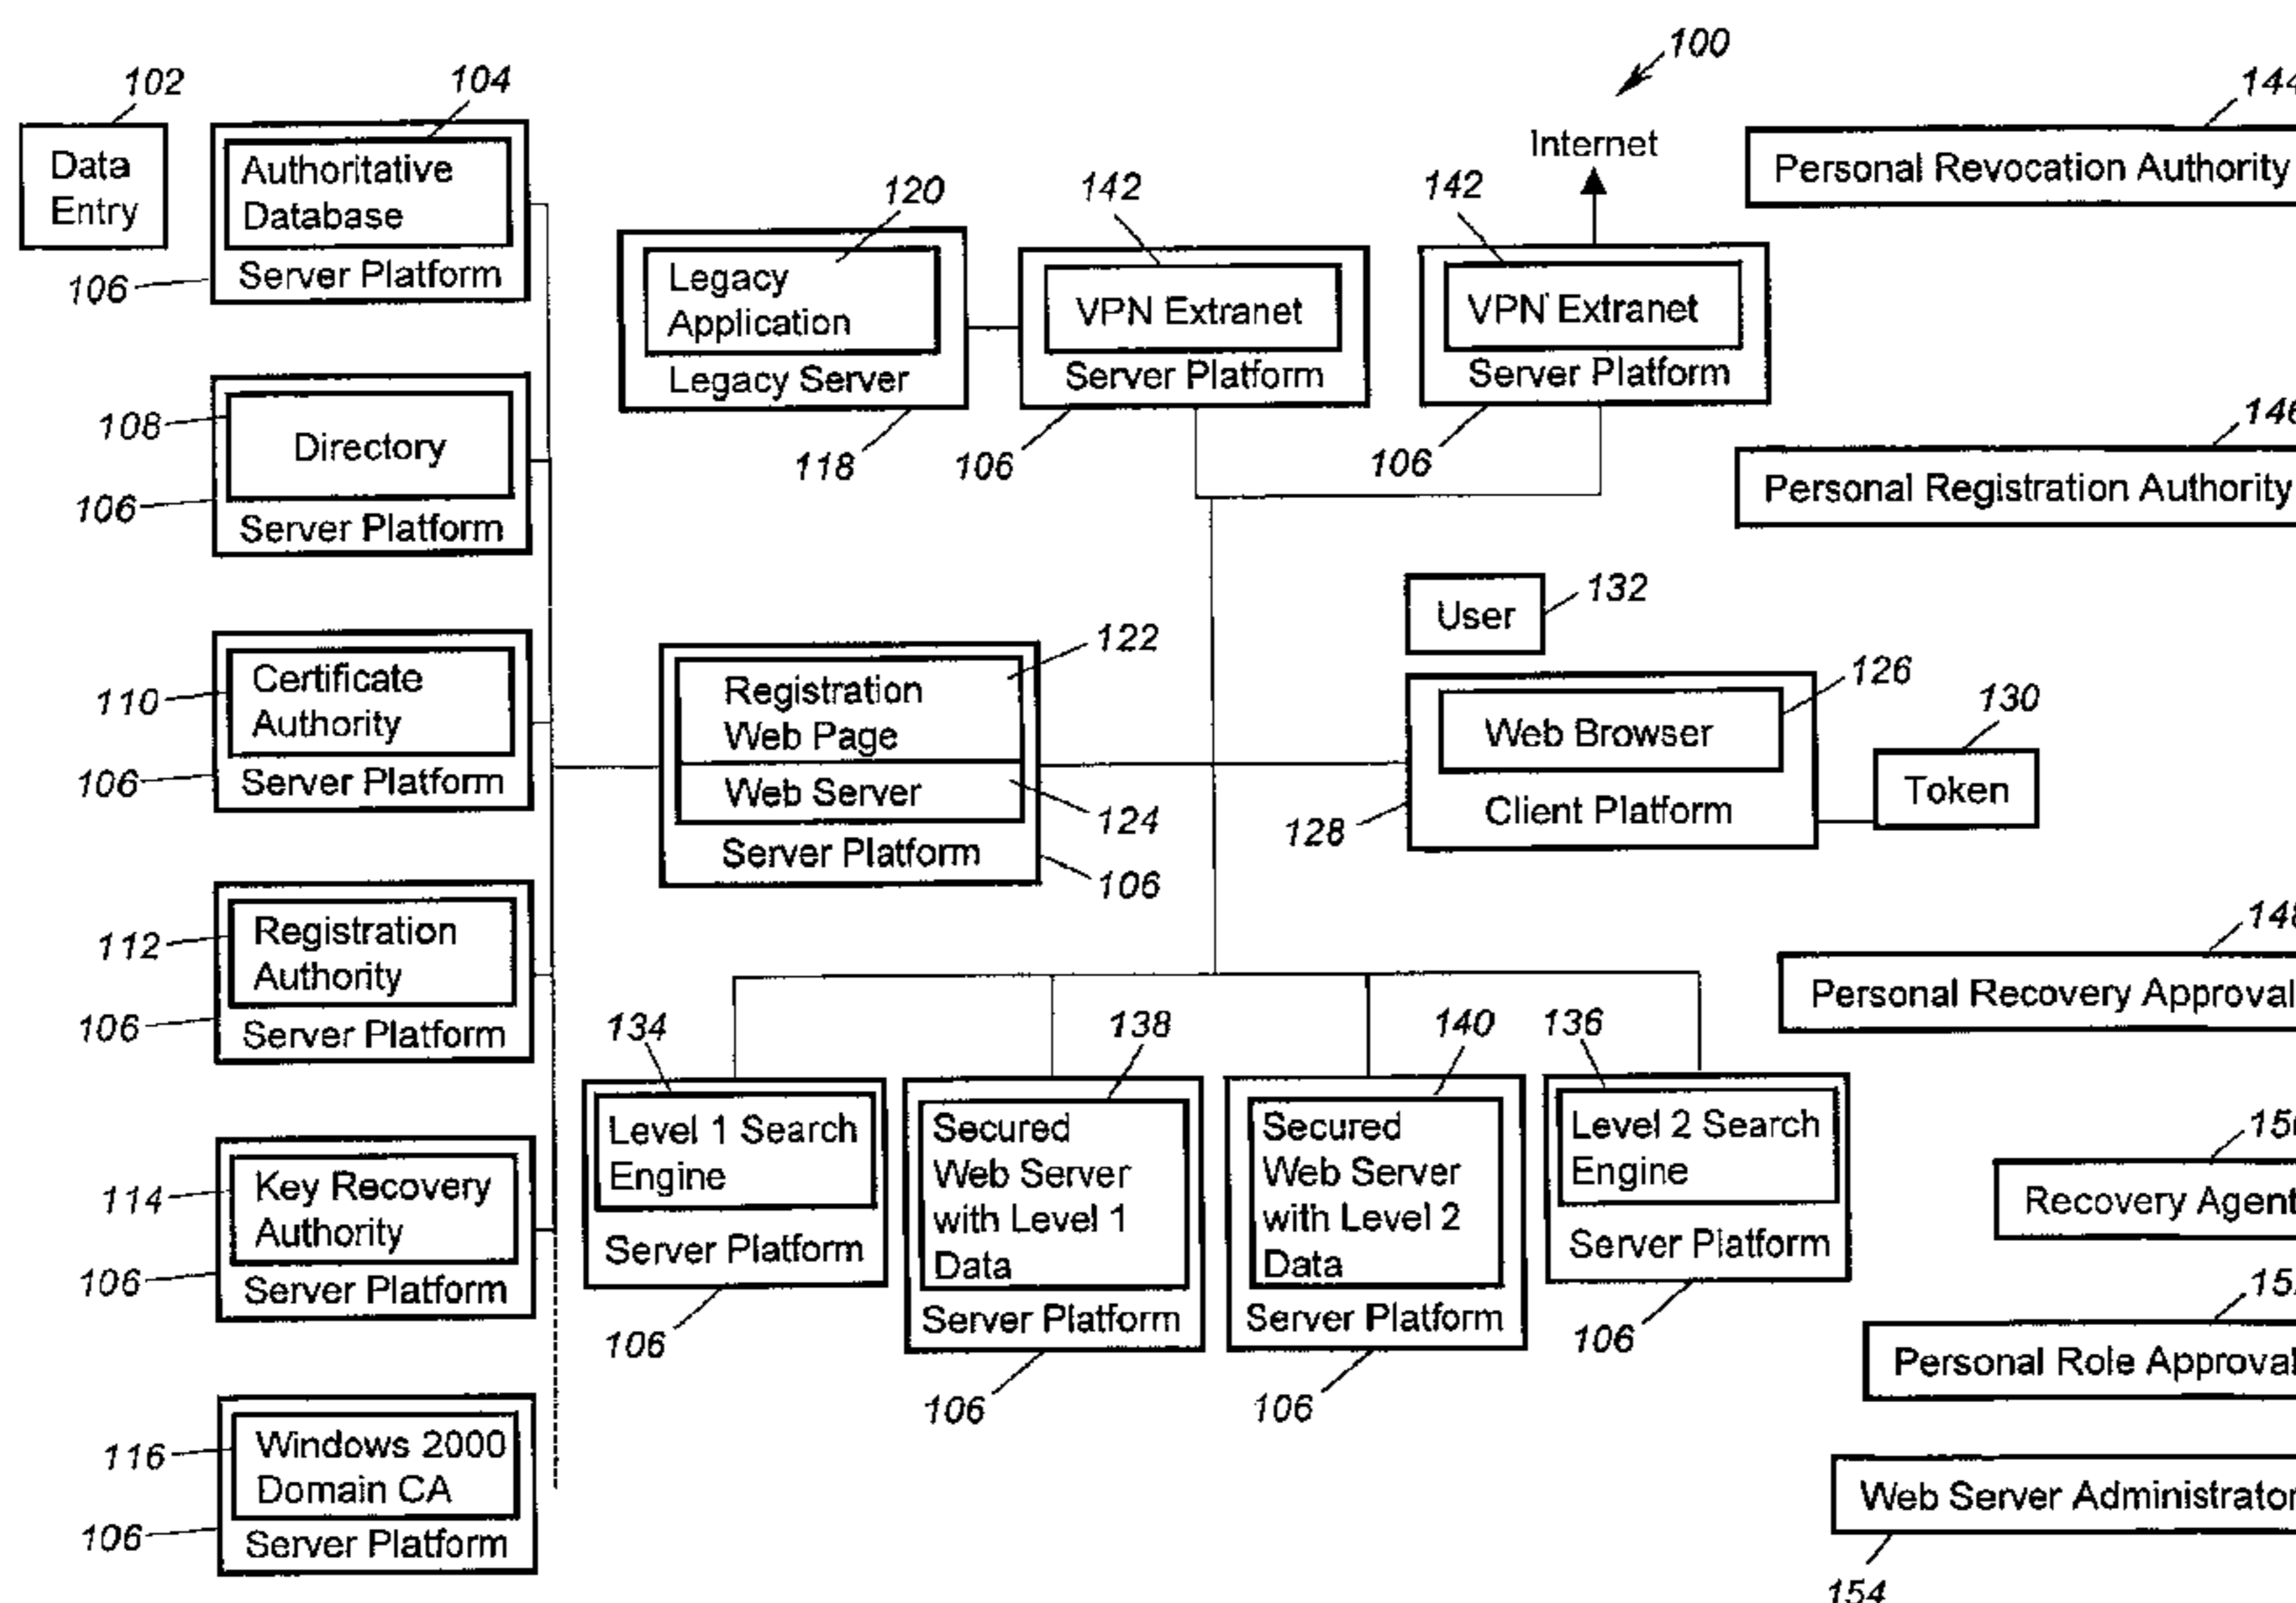 100
102
Data
Entry
104
Authoritative
Database
Server Platform
106
108
Directory
Server Platform
106
110
Certificate
Authority
Server Platform
106
112
Registration
Authority
Server Platform
106
114
Key Recovery
Authority
Server Platform
106
116
Windows 2000
Domain CA
Server Platform
106
120
Legacy
Application
Legacy Server
118
142
VPN Extranet
Server Platform
106
Internet
142
VPN Extranet
Server Platform
106
122
Registration
Web Page
Web Server
124
Server Platform
106
User
132
126
Web Browser
Client Platform
128
130
Token
134
Level 1 Search
Engine
Server Platform
106
138
Secured
Web Server
with Level 1
Data
Server Platform
106
140
Secured
Web Server
with Level 2
Data
Server Platform
106
136
Level 2 Search
Engine
Server Platform
106
144
Personal Revocation Authority
146
Personal Registration Authority
148
Personal Recovery Approval
Recovery Agent
Personal Role Approval
Web Server Administrator
154